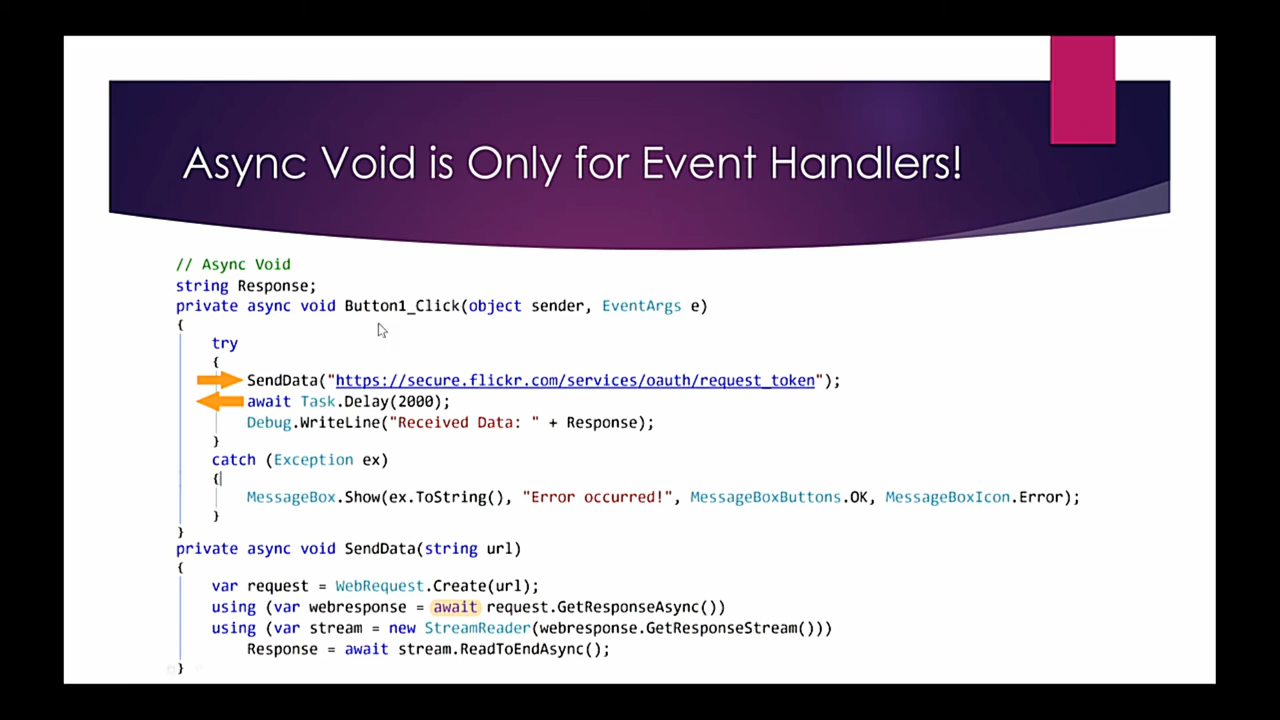 Async Void is Only for Event Handlers!
// Async Void
string Response;
private async void Button1_Click(object sender, EventArgs e)
{
try
{
SendData("https://secure.flickr.com/services/oauth/request_token");
await Task.Delay(2000);
Debug.WriteLine("Received Data: " + Response);
}
catch (Exception ex)
{
MessageBox.Show(ex.ToString(), "Error occurred!", MessageBoxButtons.OK, MessageBoxIcon.Error);
}
}
private async void SendData(string url)
{
var request = WebRequest.Create(url);
using (var webresponse = await request.GetResponseAsync())
using (var stream = new StreamReader(webresponse.GetResponseStream()))
Response = await stream.ReadToEndAsync();
}